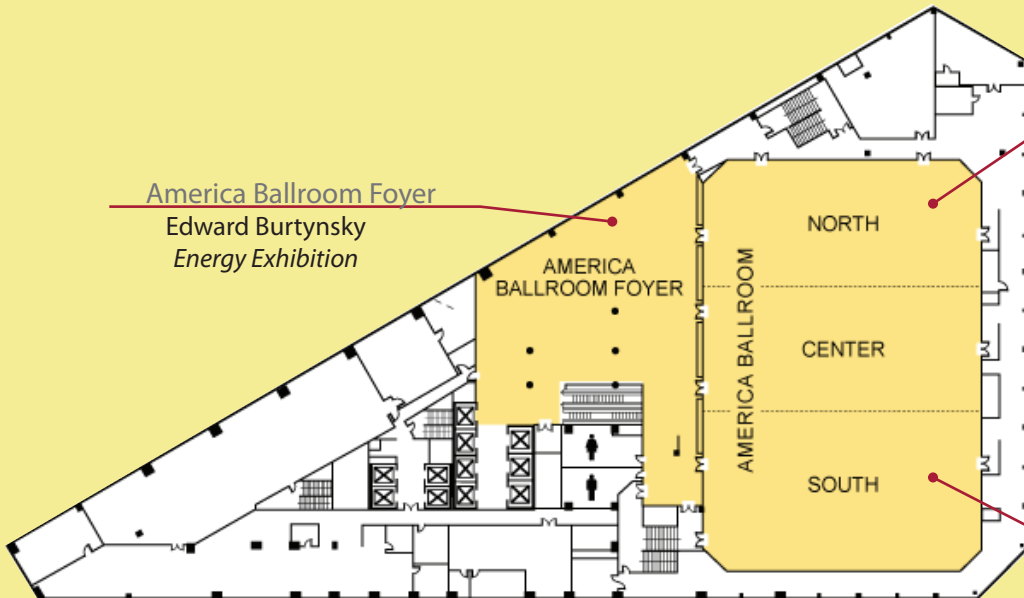 America Ballroom Foyer
Edward Burtynsky
Energy Exhibition
AMERICA
BALLROOM FOYER
AMERICA BALLROOM
NORTH
CENTER
SOUTH